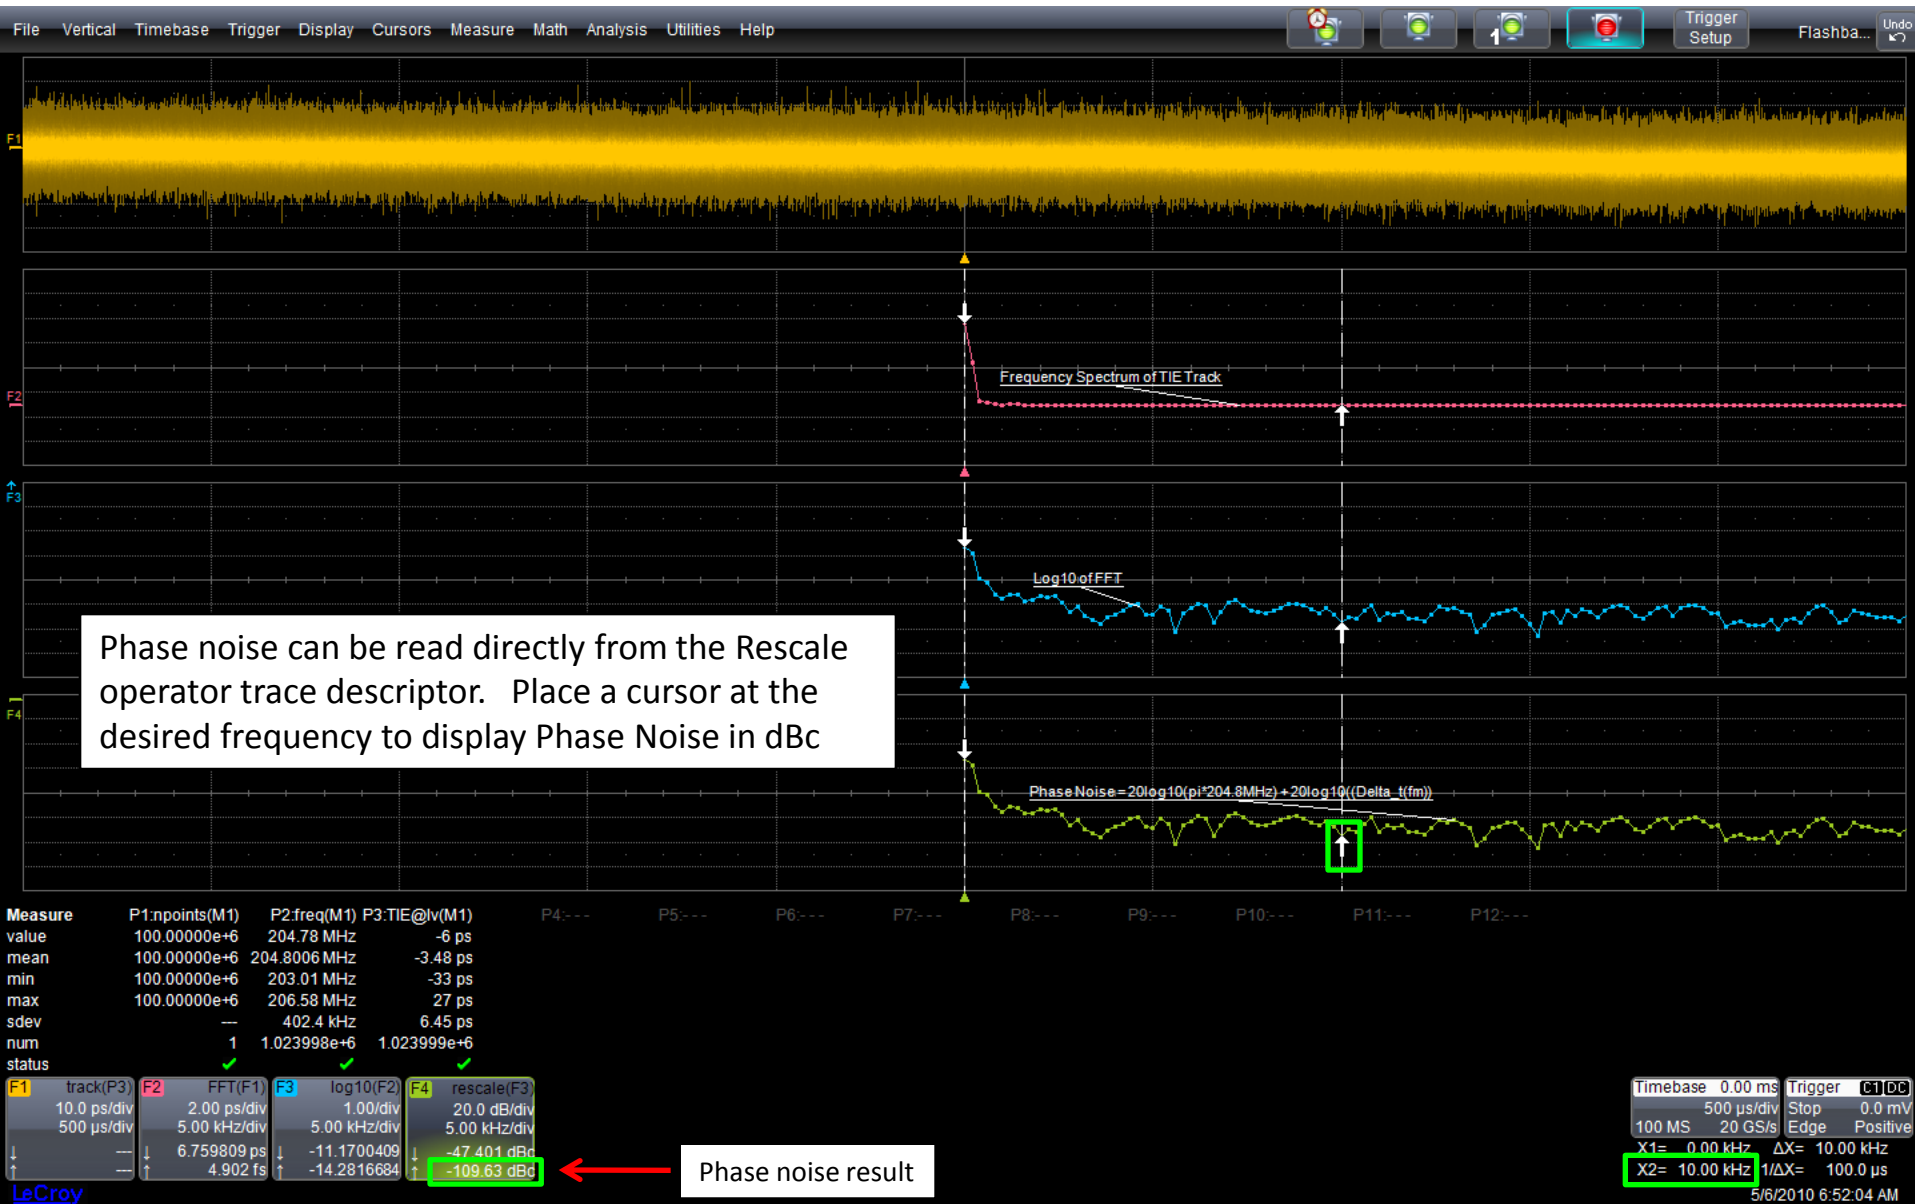 File Vertical Timebase Trigger Display Cursors Measure Math Analysis Utilities Help
1
Trigger Setup
Flashba...
Undo
F1
F2
Frequency Spectrum of TIE Track
F3
Log10 of FFT
Phase noise can be read directly from the Rescale
operator trace descriptor. Place a cursor at the
desired frequency to display Phase Noise in dBc
F4
Phase Noise = 20log10(pi*204.8MHz) + 20log10((Delta_t(fm))
Measure P1:npoints(M1) P2:freq(M1) P3:TIE@lv(M1) P4:--- P5:--- P6:--- P7:--- P8:--- P9:--- P10:--- P11:--- P12:---
value 100.00000e+6 204.78 MHz -6 ps
mean 100.00000e+6 204.8006 MHz -3.48 ps
min 100.00000e+6 203.01 MHz -33 ps
max 100.00000e+6 206.58 MHz 27 ps
sdev --- 402.4 kHz 6.45 ps
num 1 1.023998e+6 1.023999e+6
status
F1 track(P3) F2 FFT(F1) F3 log10(F2) F4 rescale(F3)
10.0 ps/div 2.00 ps/div 1.00/div 20.0 dB/div
500 µs/div 5.00 kHz/div 5.00 kHz/div 5.00 kHz/div
--- 6.759809 ps -11.1700409 -47.401 dBc
--- 4.902 fs -14.2816684 -109.63 dBc
Phase noise result
Timebase 0.00 ms Trigger C1 DC
500 µs/div Stop 0.0 mV
100 MS 20 GS/s Edge Positive
X1= 0.00 kHz ΔX= 10.00 kHz
X2= 10.00 kHz 1/ΔX= 100.0 µs
LeCroy
5/6/2010 6:52:04 AM